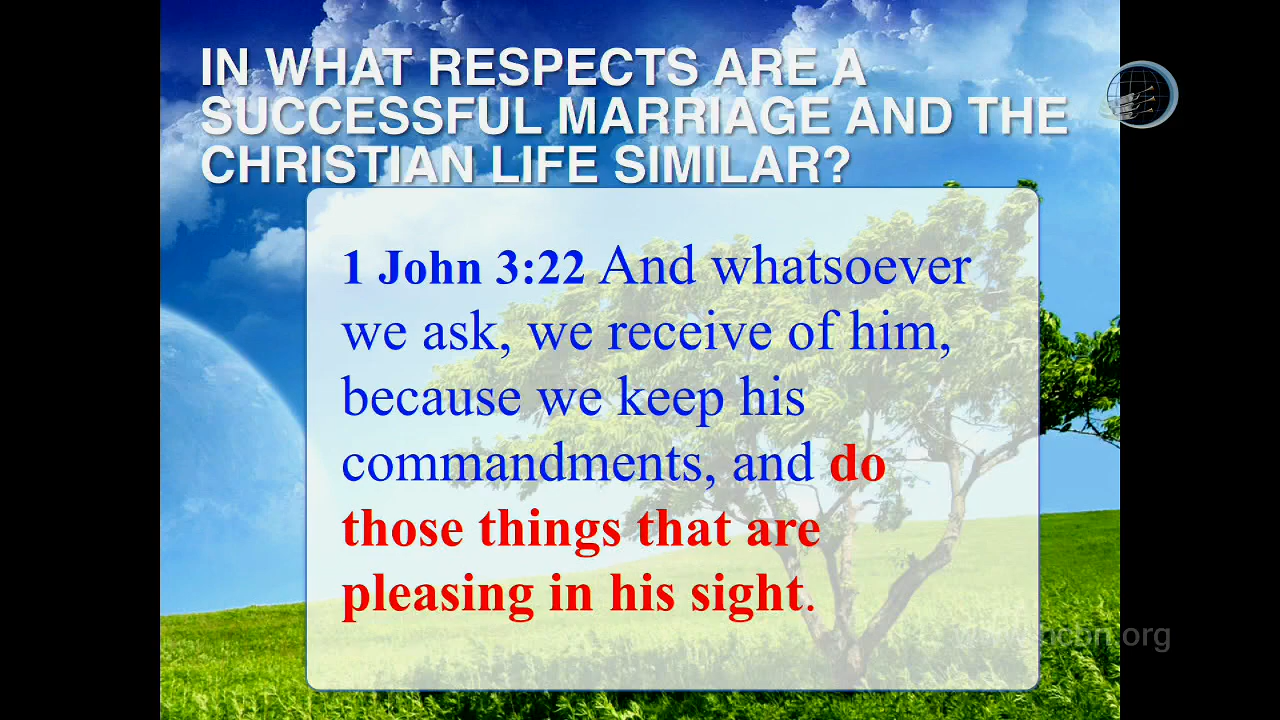 IN WHAT RESPECTS ARE A
SUCCESSFUL MARRIAGE AND THE
CHRISTIAN LIFE SIMILAR?
1 John 3:22 And whatsoever
we ask, we receive of him,
because we keep his
commandments, and do
those things that are
pleasing in his sight.